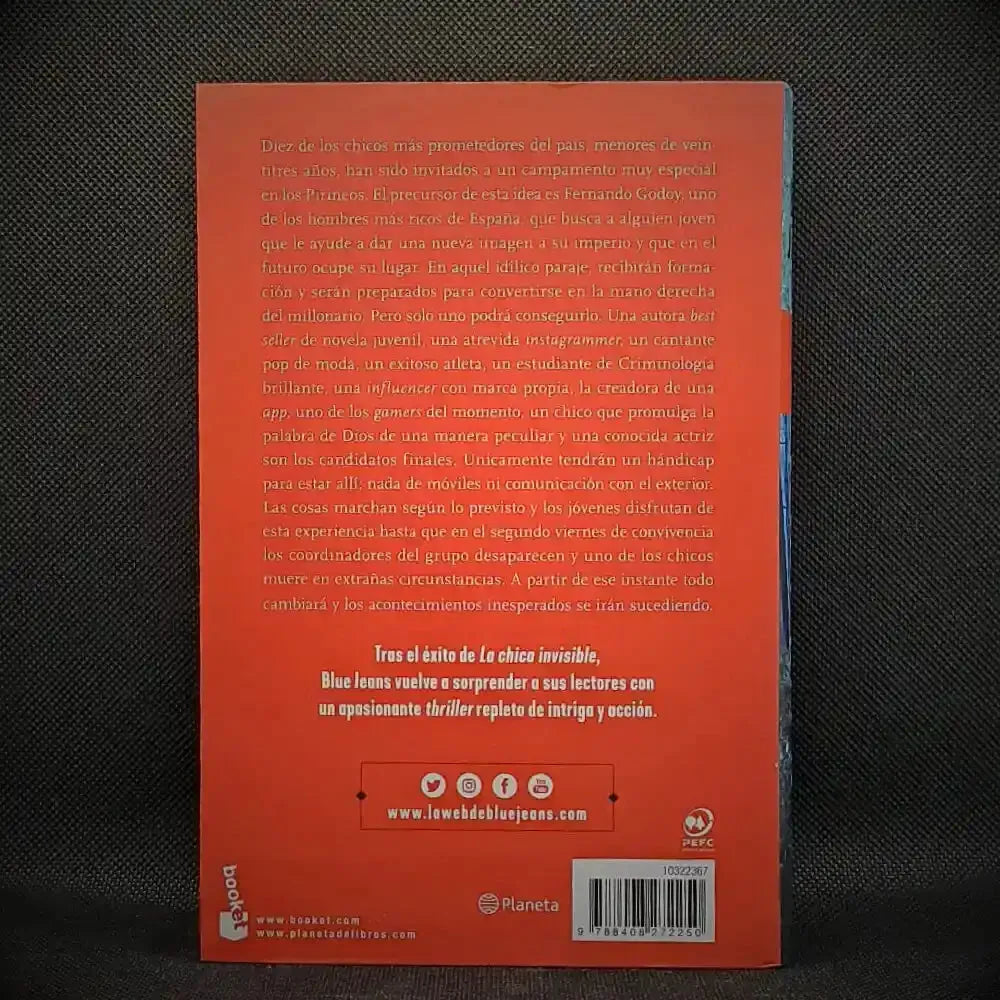 Diez de los chicos más prometedores del país, menores de vein-
titrés años, han sido invitados a un campamento muy especial
en los Pirineos. El precursor de esta idea es Fernando Godoy, uno
de los hombres más ricos de España, que busca a alguien joven
que le ayude a dar una nueva imagen a su imperio y que en el
futuro ocupe su lugar. En aquel idílico paraje, recibirán forma-
ción y serán preparados para convertirse en la mano derecha
del millonario. Pero solo uno podrá conseguirlo. Una autora best
seller de novela juvenil, una atrevida instagrammer, un cantante
pop de moda, un exitoso atleta, un estudiante de Criminología
brillante, una influencer con marca propia, la creadora de una
app, uno de los gamers del momento, un chico que promulga la
palabra de Dios de una manera peculiar y una conocida actriz
son los candidatos finales. Únicamente tendrán un hándicap
para estar allí: nada de móviles ni comunicación con el exterior.
Las cosas marchan según lo previsto y los jóvenes disfrutan de
esta experiencia hasta que en el segundo viernes de convivencia
los coordinadores del grupo desaparecen y uno de los chicos
muere en extrañas circunstancias. A partir de ese instante todo
cambiará y los acontecimientos inesperados se irán sucediendo.
Tras el éxito de La chica invisible,
Blue Jeans vuelve a sorprender a sus lectores con
un apasionante thriller repleto de intriga y acción.
You Tube
www.lawebdebluejeans.com
PEFC
10322367
booket
www.booket.com
www.planetadelibros.com
Planeta
9 788408 272250